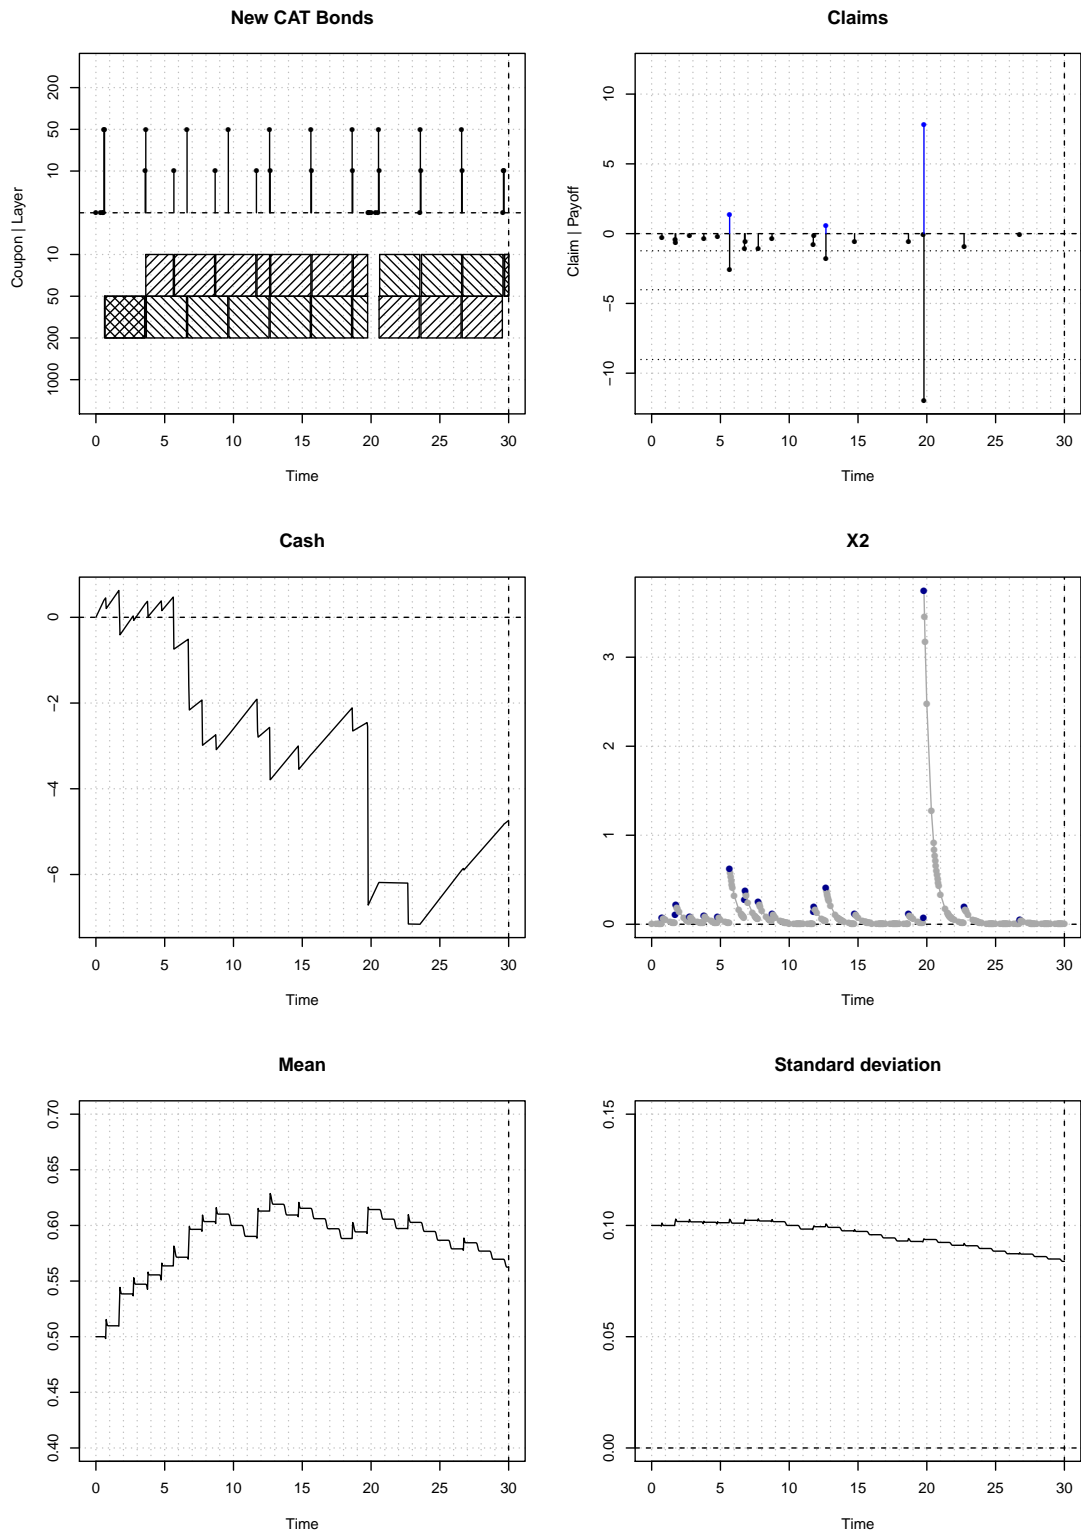 New CAT Bonds
Coupon | Layer
200
50
10
10
50
200
1000
0 5 10 15 20 25 30
Time
Claims
Claim | Payoff
10
5
0
−5
−10
0 5 10 15 20 25 30
Time
Cash
0
−2
−4
−6
0 5 10 15 20 25 30
Time
X2
3
2
1
0
0 5 10 15 20 25 30
Time
Mean
0.70
0.65
0.60
0.55
0.50
0.45
0.40
0 5 10 15 20 25 30
Time
Standard deviation
0.15
0.10
0.05
0.00
0 5 10 15 20 25 30
Time